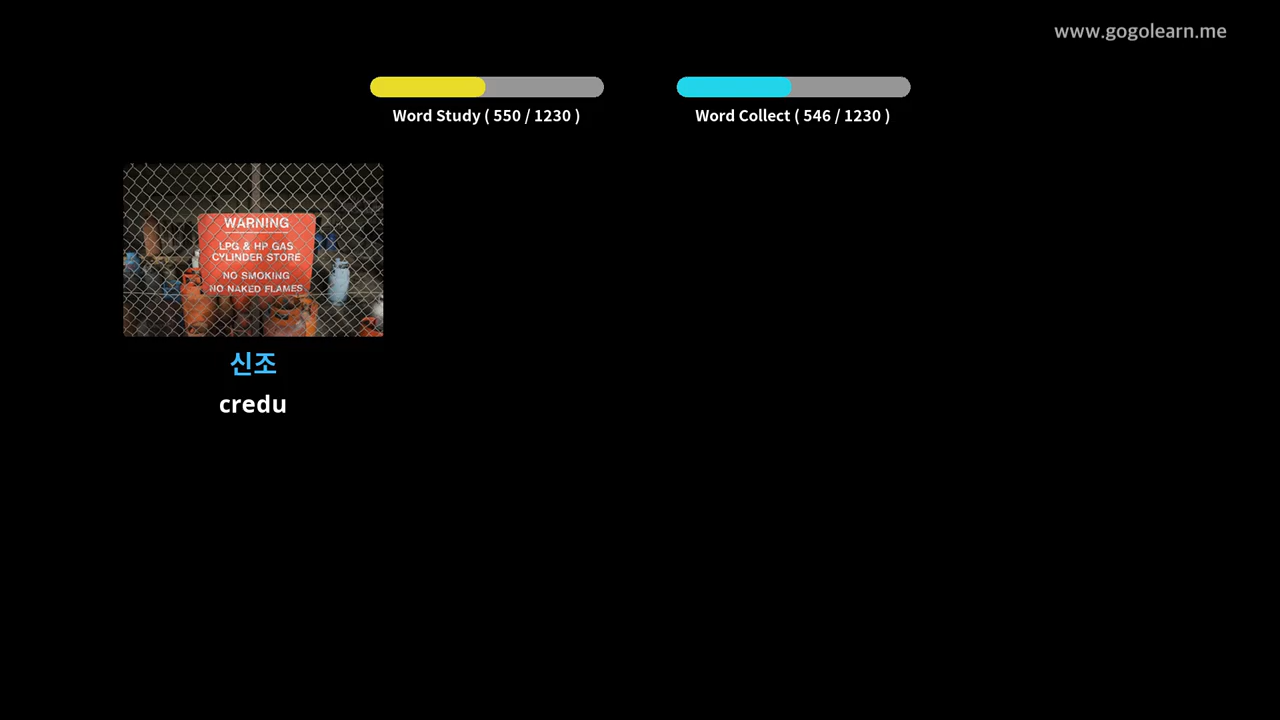 www.gogolearn.me
Word Study ( 550 / 1230 )
Word Collect ( 546 / 1230 )
WARNING
LPG & HP GAS
CYLINDER STORE
NO SMOKING
NO NAKED FLAMES
신조
credu